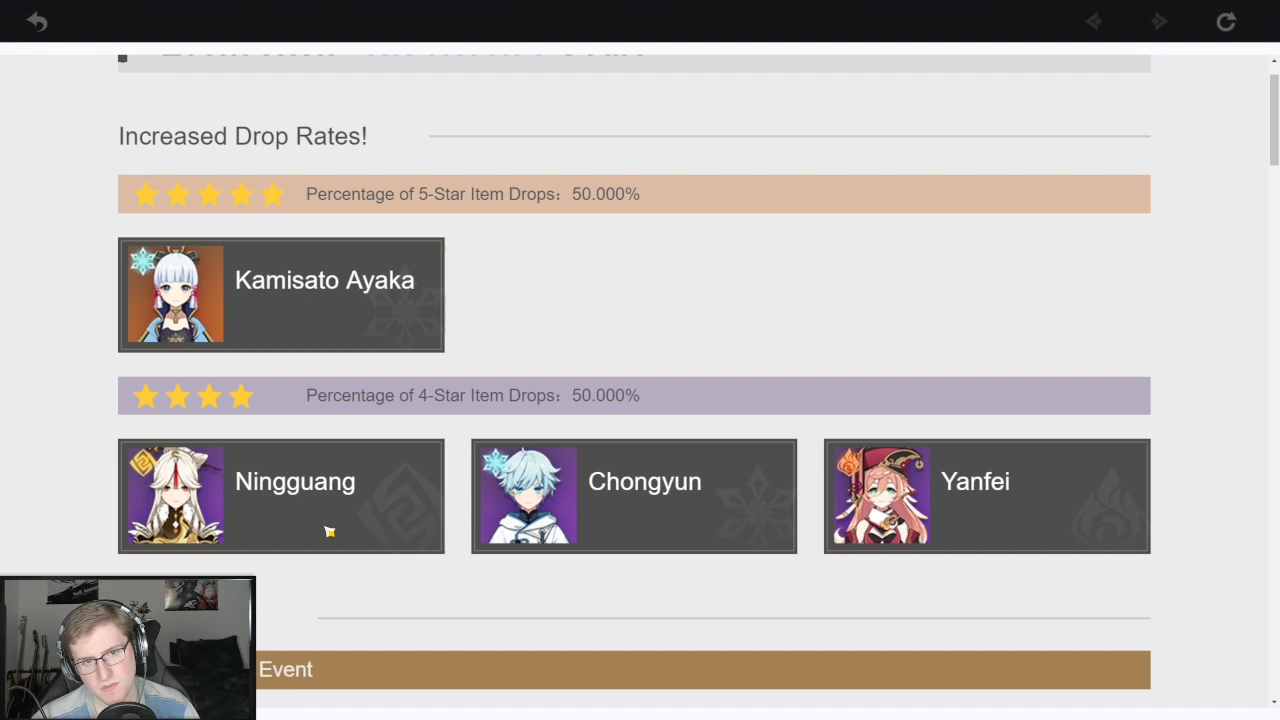 Increased Drop Rates!
Percentage of 5-Star Item Drops：50.000%
Kamisato Ayaka
Percentage of 4-Star Item Drops：50.000%
Ningguang
Chongyun
Yanfei
Event